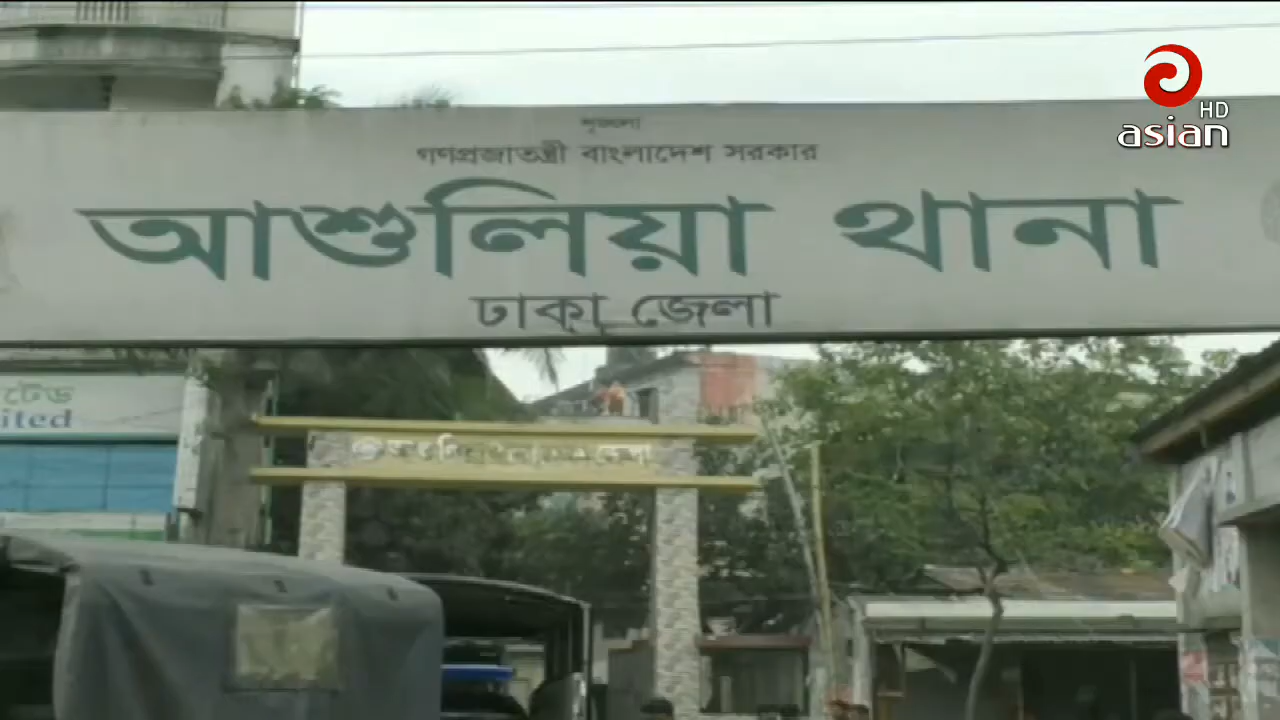 HD
asian
গণপ্রজাতন্ত্রী বাংলাদেশ সরকার
আশুলিয়া থানা
ঢাকা জেলা
টেড
ited